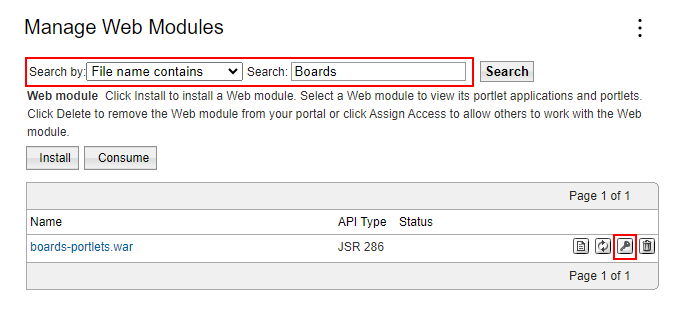 Manage Web Modules
Search by: File name contains Search: Boards Search
Web module Click Install to install a Web module. Select a Web module to view its portlet applications and portlets.
Click Delete to remove the Web module from your portal or click Assign Access to allow others to work with the Web
module.
Install Consume
Page 1 of 1
Name API Type Status
boards-portlets.war JSR 286
Page 1 of 1